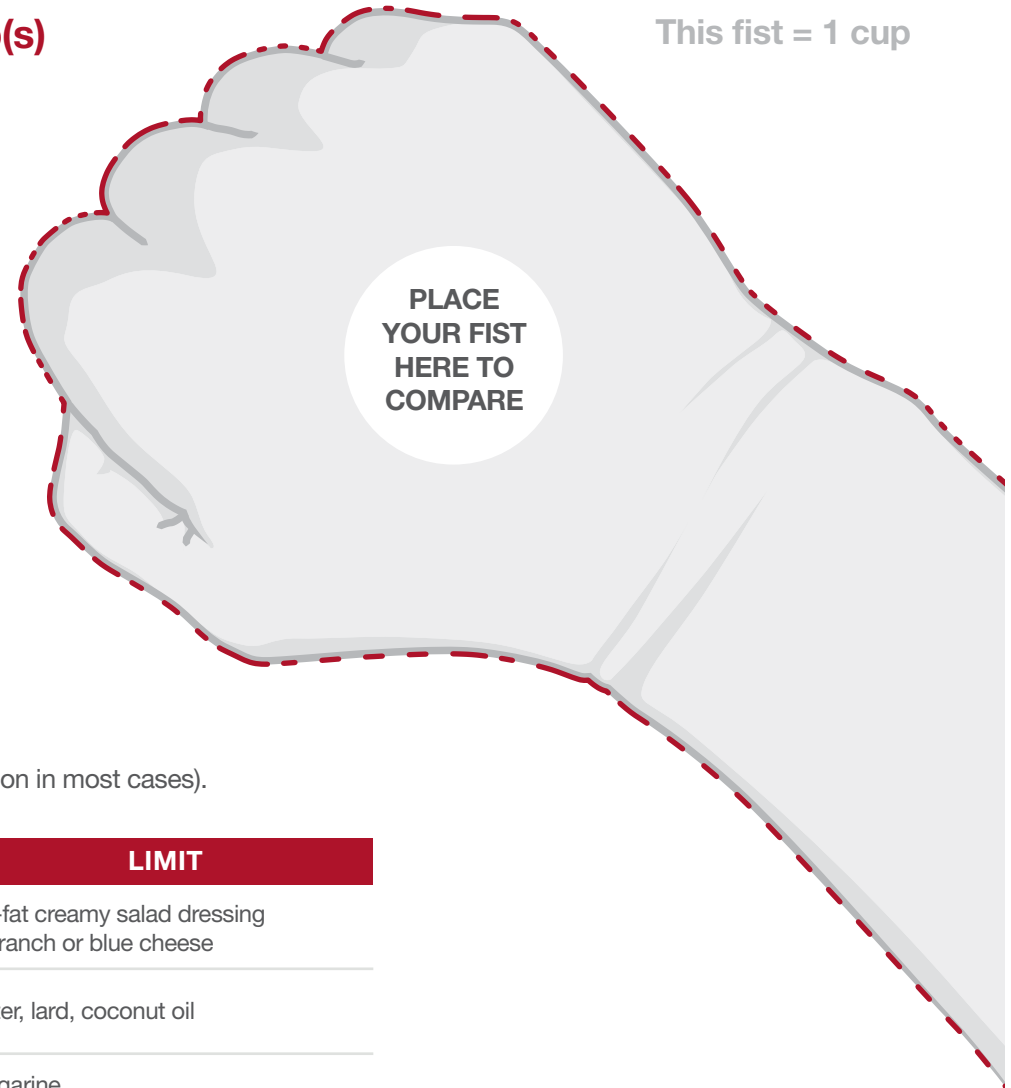 (s)
This fist = 1 cup
PLACE
YOUR FIST
HERE TO
COMPARE
on in most cases).
LIMIT
-fat creamy salad dressing
ranch or blue cheese
er, lard, coconut oil
garine